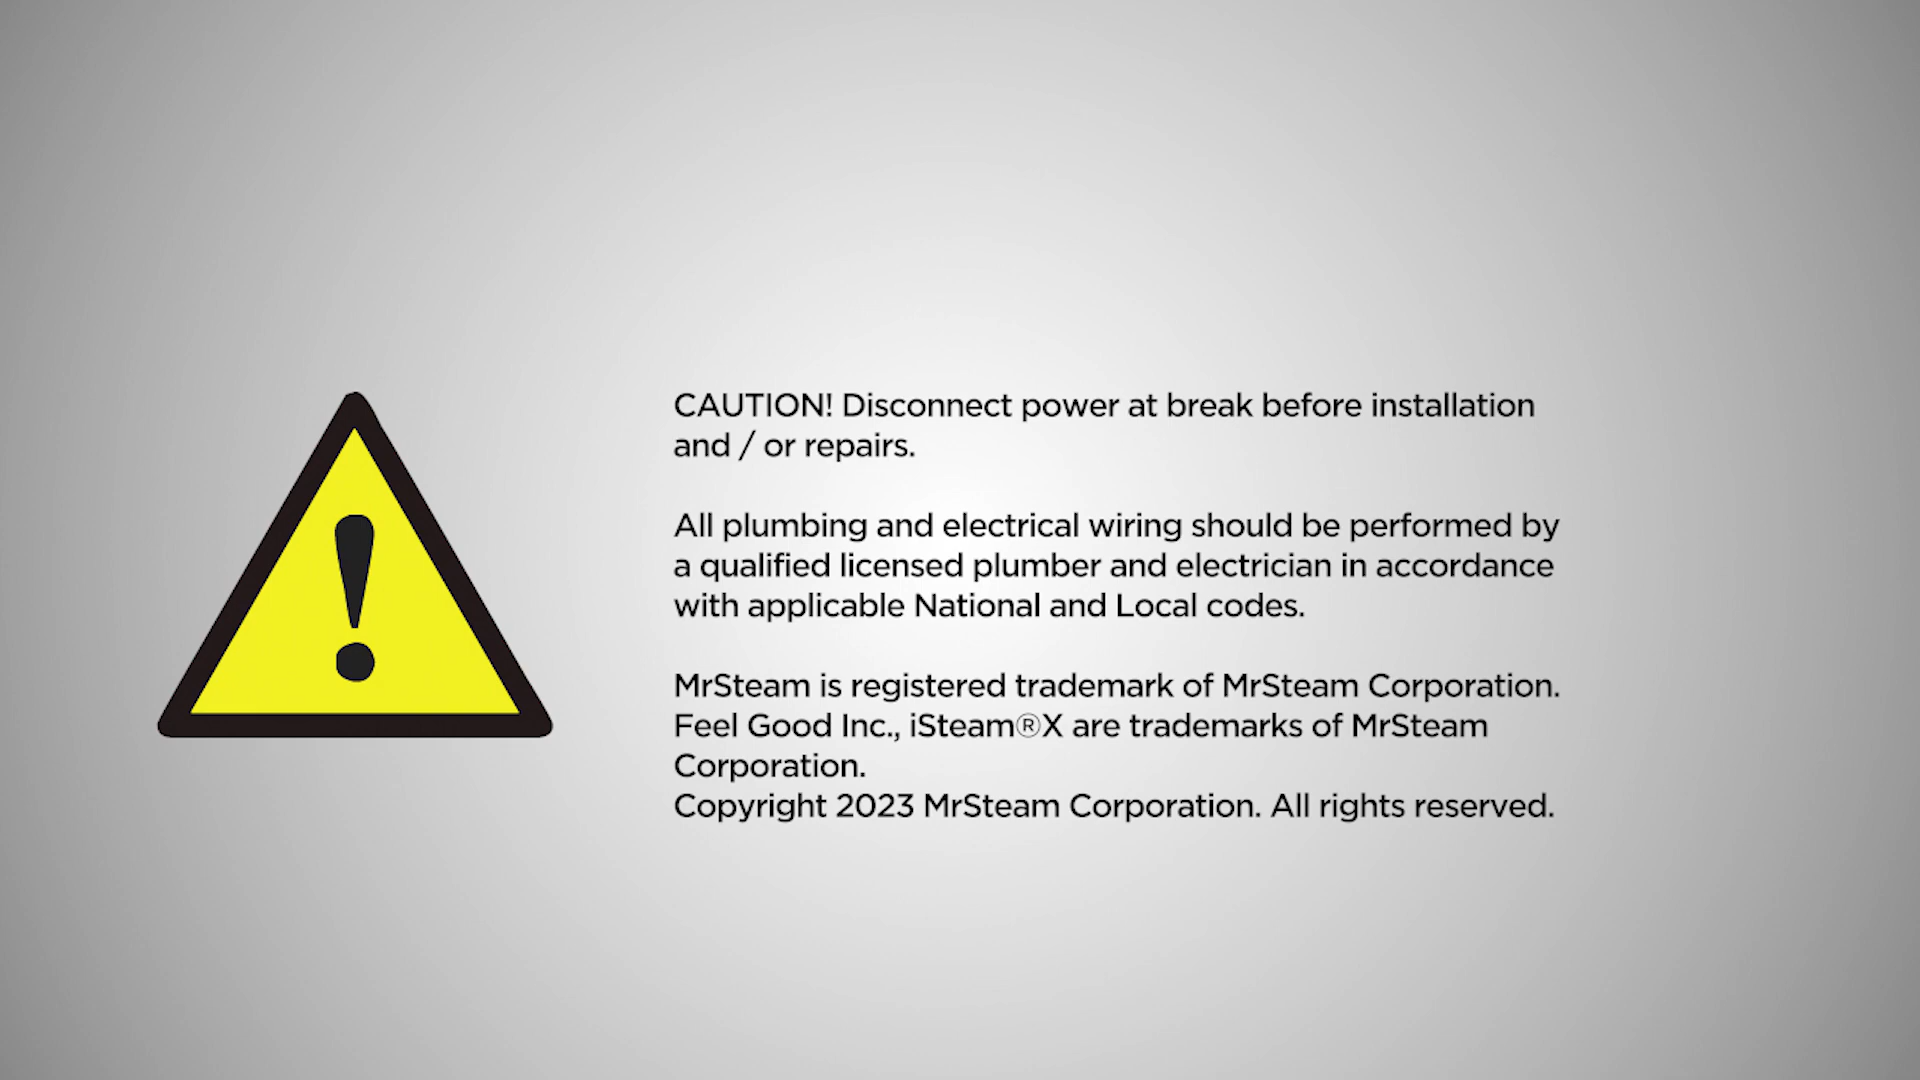 CAUTION! Disconnect power at break before installation
and / or repairs.
All plumbing and electrical wiring should be performed by
a qualified licensed plumber and electrician in accordance
with applicable National and Local codes.
MrSteam is registered trademark of MrSteam Corporation.
Feel Good Inc., iSteam®X are trademarks of MrSteam
Corporation.
Copyright 2023 MrSteam Corporation. All rights reserved.